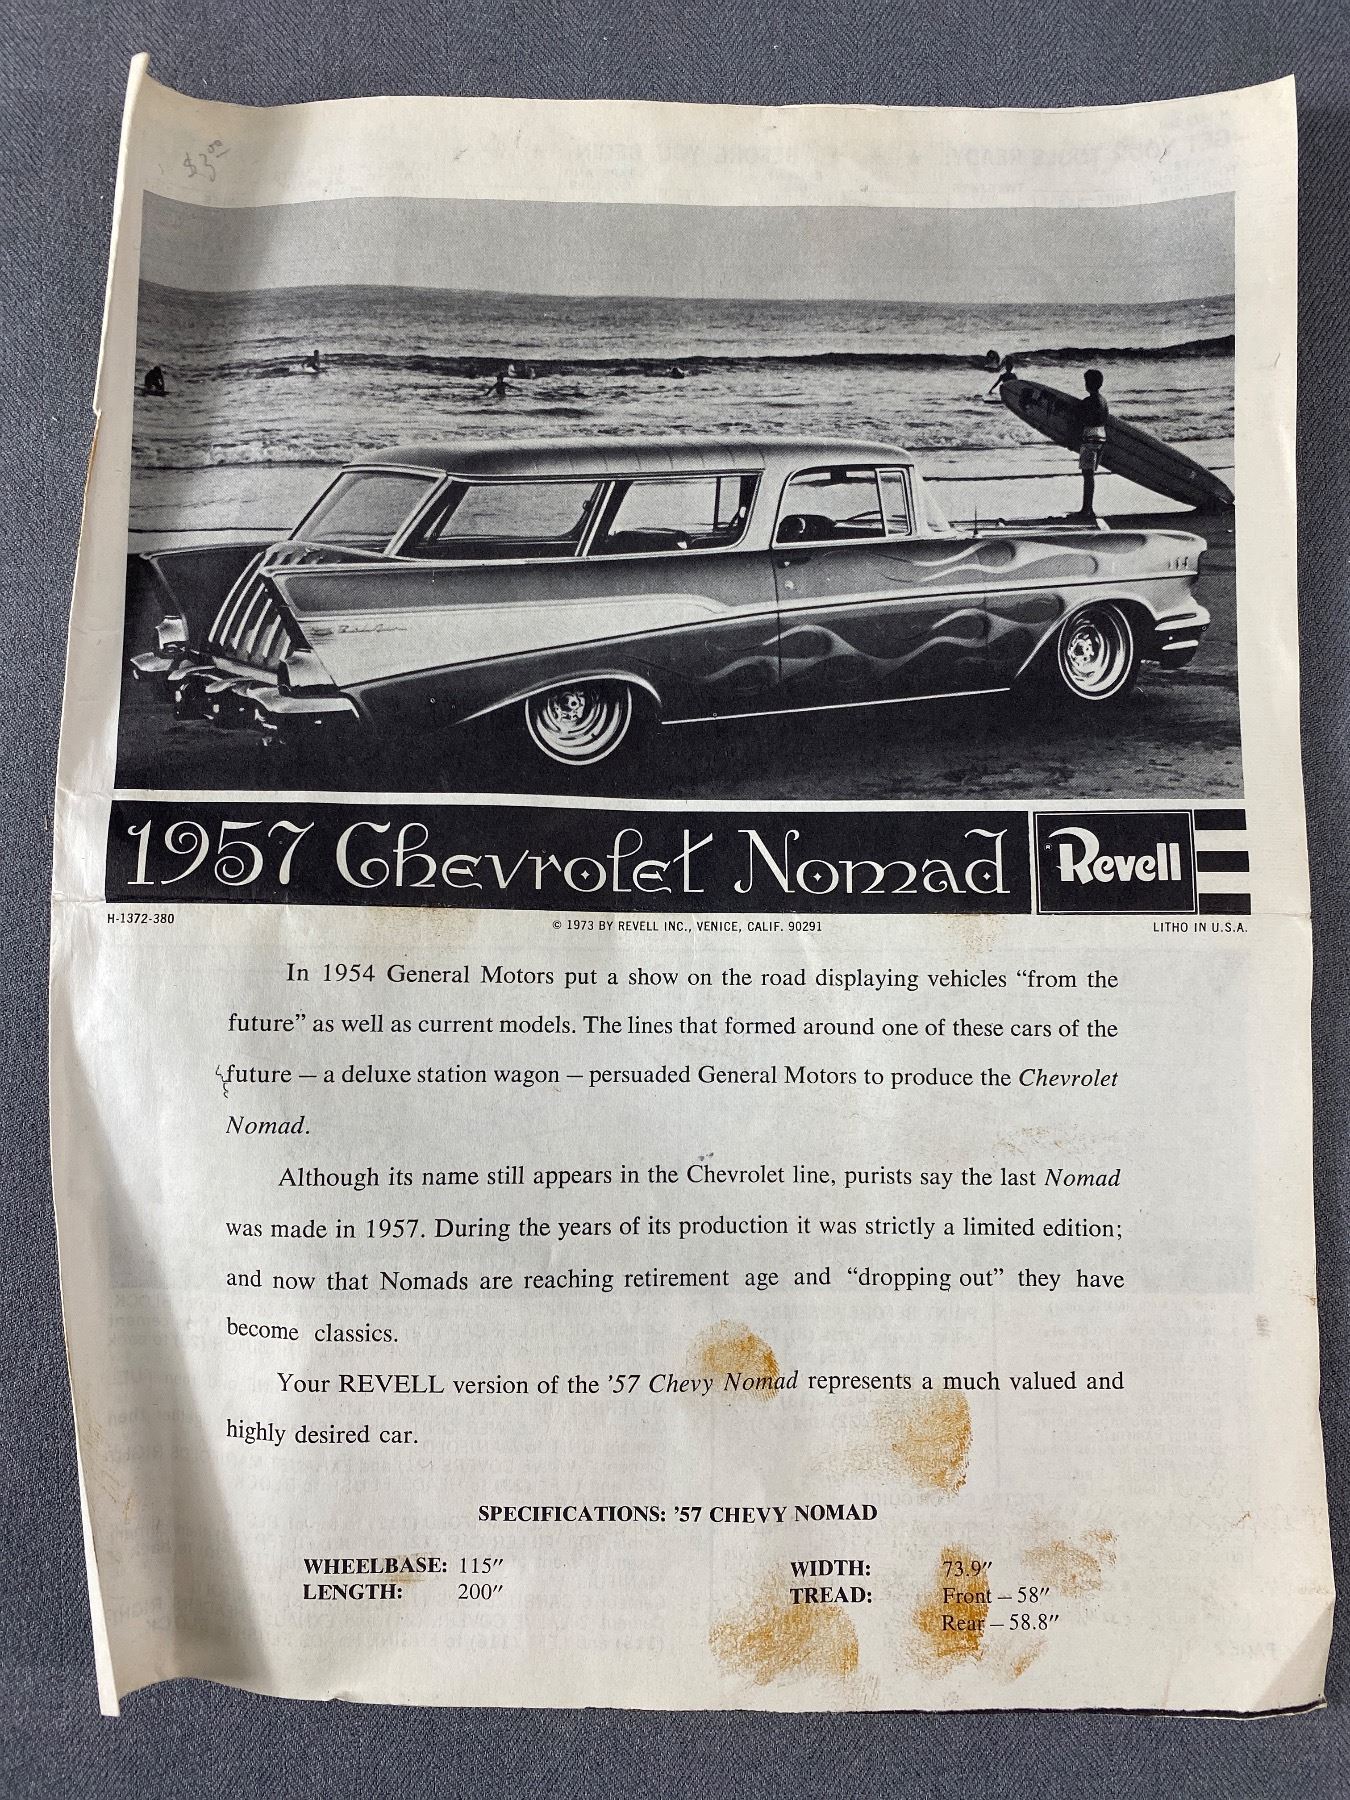 $3.00
1957 Chevrolet Nomad
® Revell
H-1372-380
© 1973 BY REVELL INC., VENICE, CALIF. 90291
LITHO IN U.S.A.
In 1954 General Motors put a show on the road displaying vehicles “from the
future” as well as current models. The lines that formed around one of these cars of the
future — a deluxe station wagon — persuaded General Motors to produce the Chevrolet
Nomad.
Although its name still appears in the Chevrolet line, purists say the last Nomad
was made in 1957. During the years of its production it was strictly a limited edition;
and now that Nomads are reaching retirement age and “dropping out” they have
become classics.
Your REVELL version of the ’57 Chevy Nomad represents a much valued and
highly desired car.
SPECIFICATIONS: ’57 CHEVY NOMAD
WHEELBASE: 115″
LENGTH: 200″
WIDTH: 73.9″
TREAD: Front — 58″
Rear — 58.8″